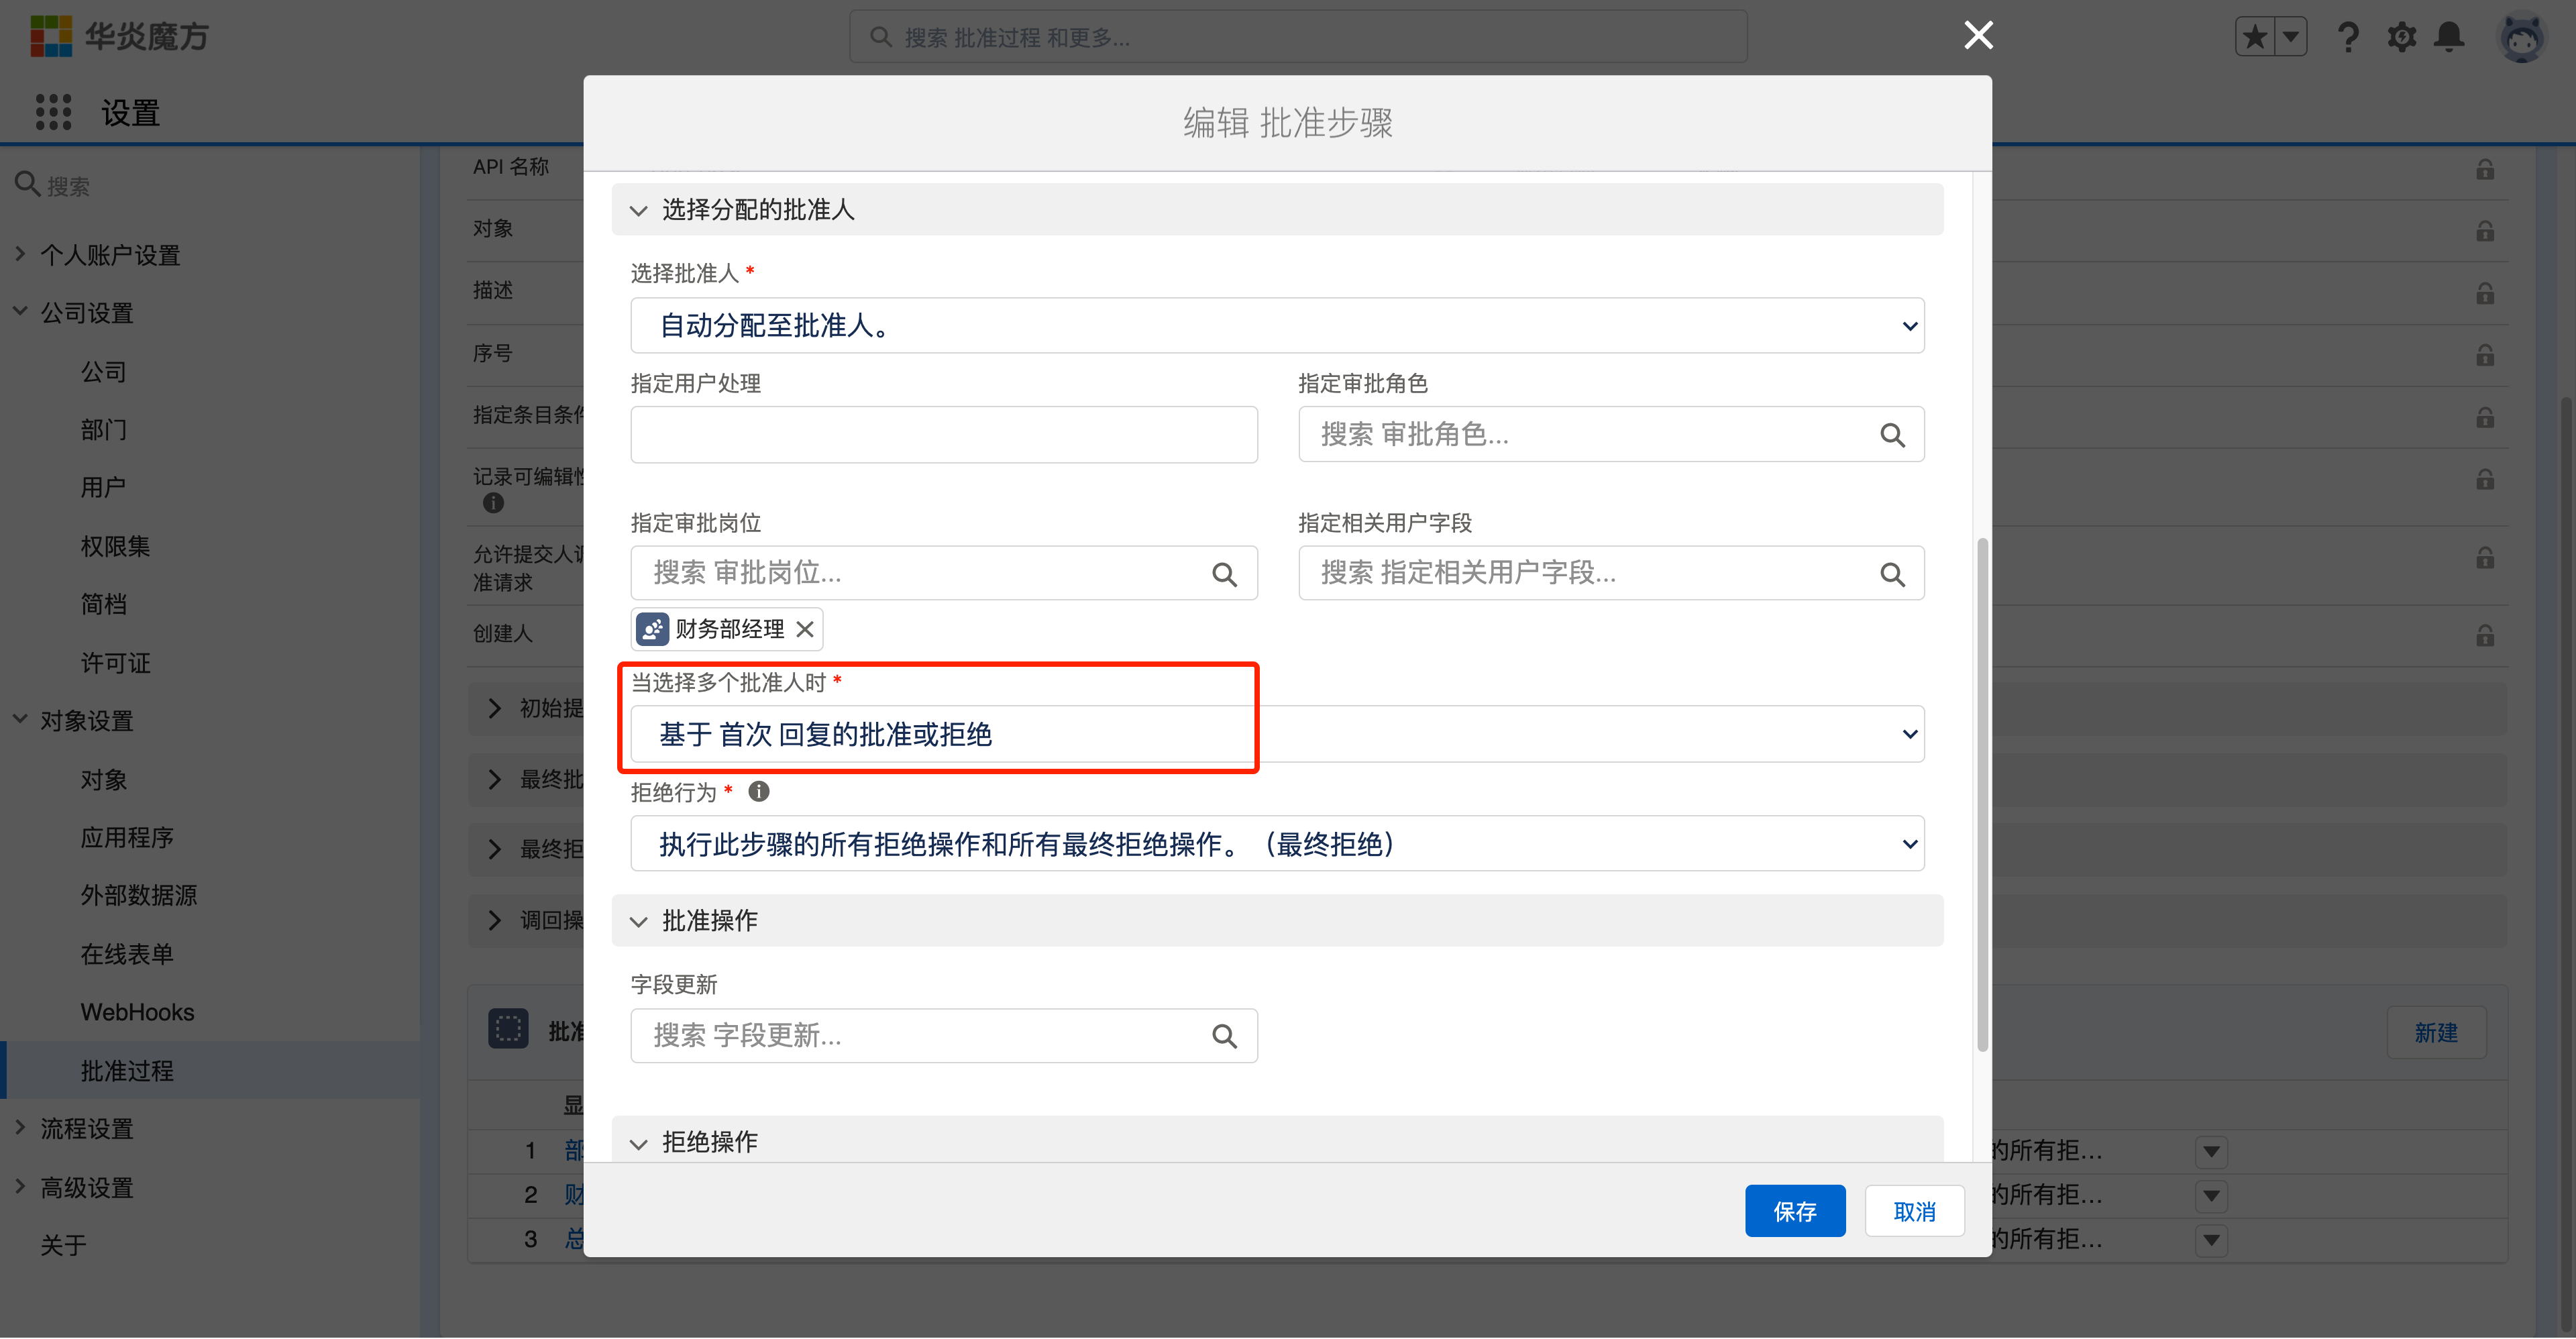 华炎魔方
搜索 批准过程 和更多...
设置
搜索
个人账户设置
公司设置
公司
部门
用户
权限集
简档
许可证
对象设置
对象
应用程序
外部数据源
在线表单
WebHooks
批准过程
流程设置
高级设置
关于
API 名称
对象
描述
序号
指定条目条件
记录可编辑性
允许提交人调
准请求
创建人
初始提
最终批
最终拒
调回操
批准
新建
显
1 部
2 财
3 总
的所有拒...
的所有拒...
的所有拒...
编辑 批准步骤
选择分配的批准人
选择批准人 *
自动分配至批准人。
指定用户处理
指定审批角色
搜索 审批角色...
指定审批岗位
搜索 审批岗位...
财务部经理
指定相关用户字段
搜索 指定相关用户字段...
当选择多个批准人时 *
基于 首次 回复的批准或拒绝
拒绝行为 *
执行此步骤的所有拒绝操作和所有最终拒绝操作。（最终拒绝）
批准操作
字段更新
搜索 字段更新...
拒绝操作
保存
取消